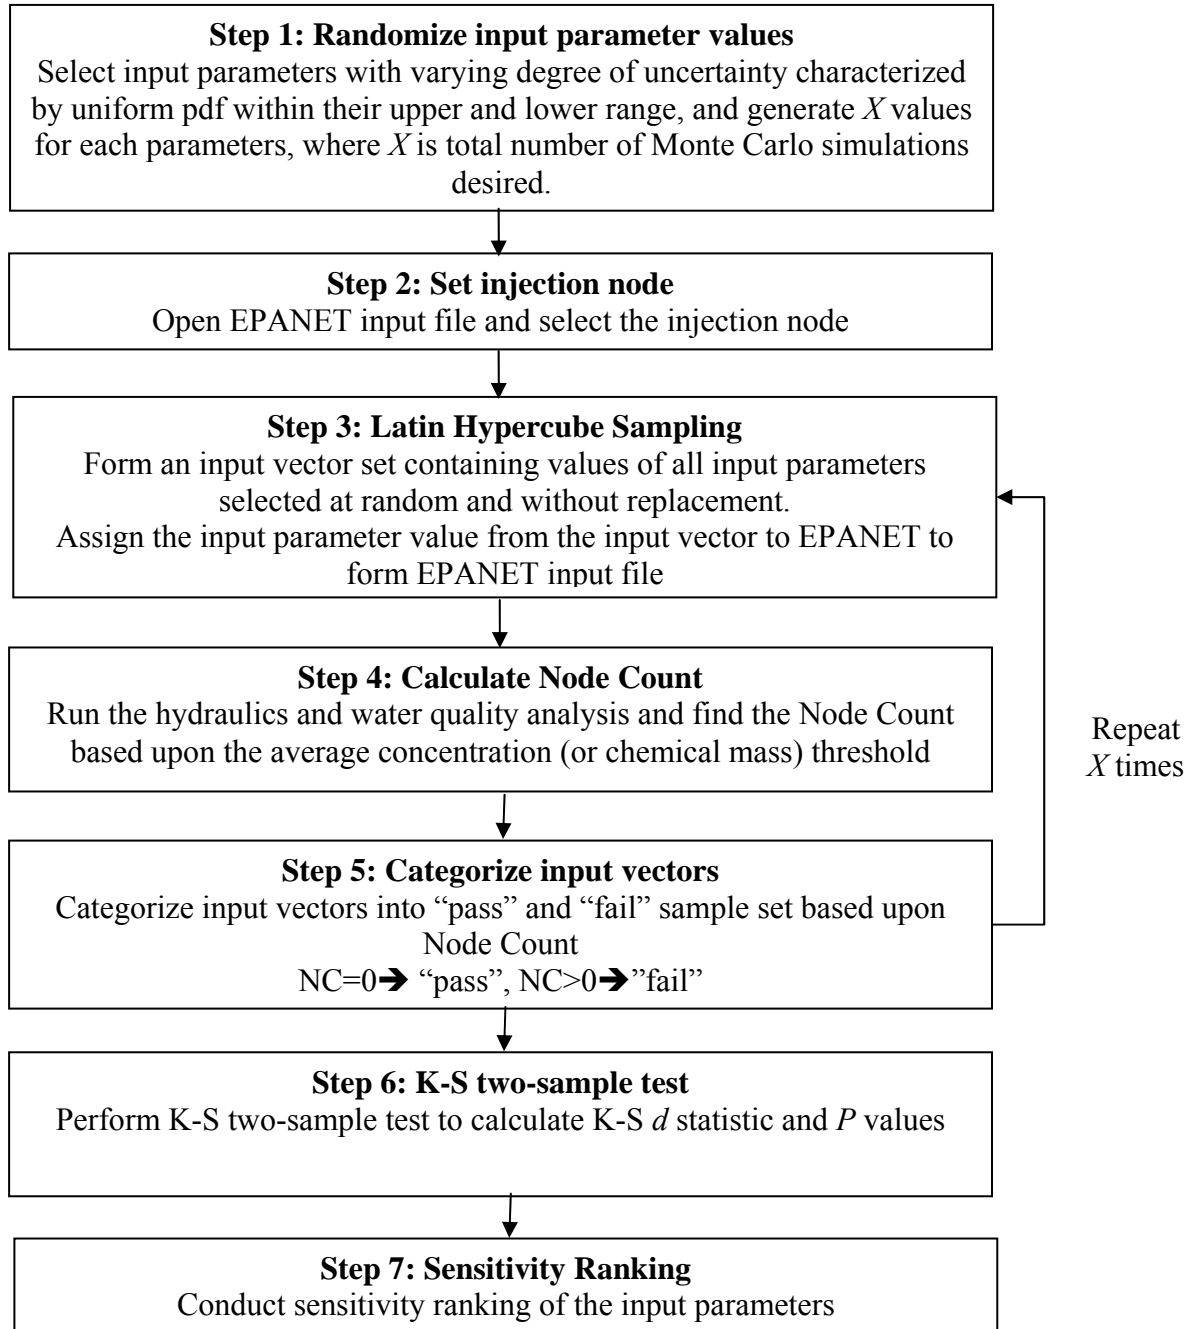 Step 1: Randomize input parameter values
Select input parameters with varying degree of uncertainty characterized
by uniform pdf within their upper and lower range, and generate X values
for each parameters, where X is total number of Monte Carlo simulations
desired.
Step 2: Set injection node
Open EPANET input file and select the injection node
Step 3: Latin Hypercube Sampling
Form an input vector set containing values of all input parameters
selected at random and without replacement.
Assign the input parameter value from the input vector to EPANET to
form EPANET input file
Step 4: Calculate Node Count
Run the hydraulics and water quality analysis and find the Node Count
based upon the average concentration (or chemical mass) threshold
Repeat
X times
Step 5: Categorize input vectors
Categorize input vectors into “pass” and “fail” sample set based upon
Node Count
NC=0➔ “pass”, NC>0➔”fail”
Step 6: K-S two-sample test
Perform K-S two-sample test to calculate K-S d statistic and P values
Step 7: Sensitivity Ranking
Conduct sensitivity ranking of the input parameters